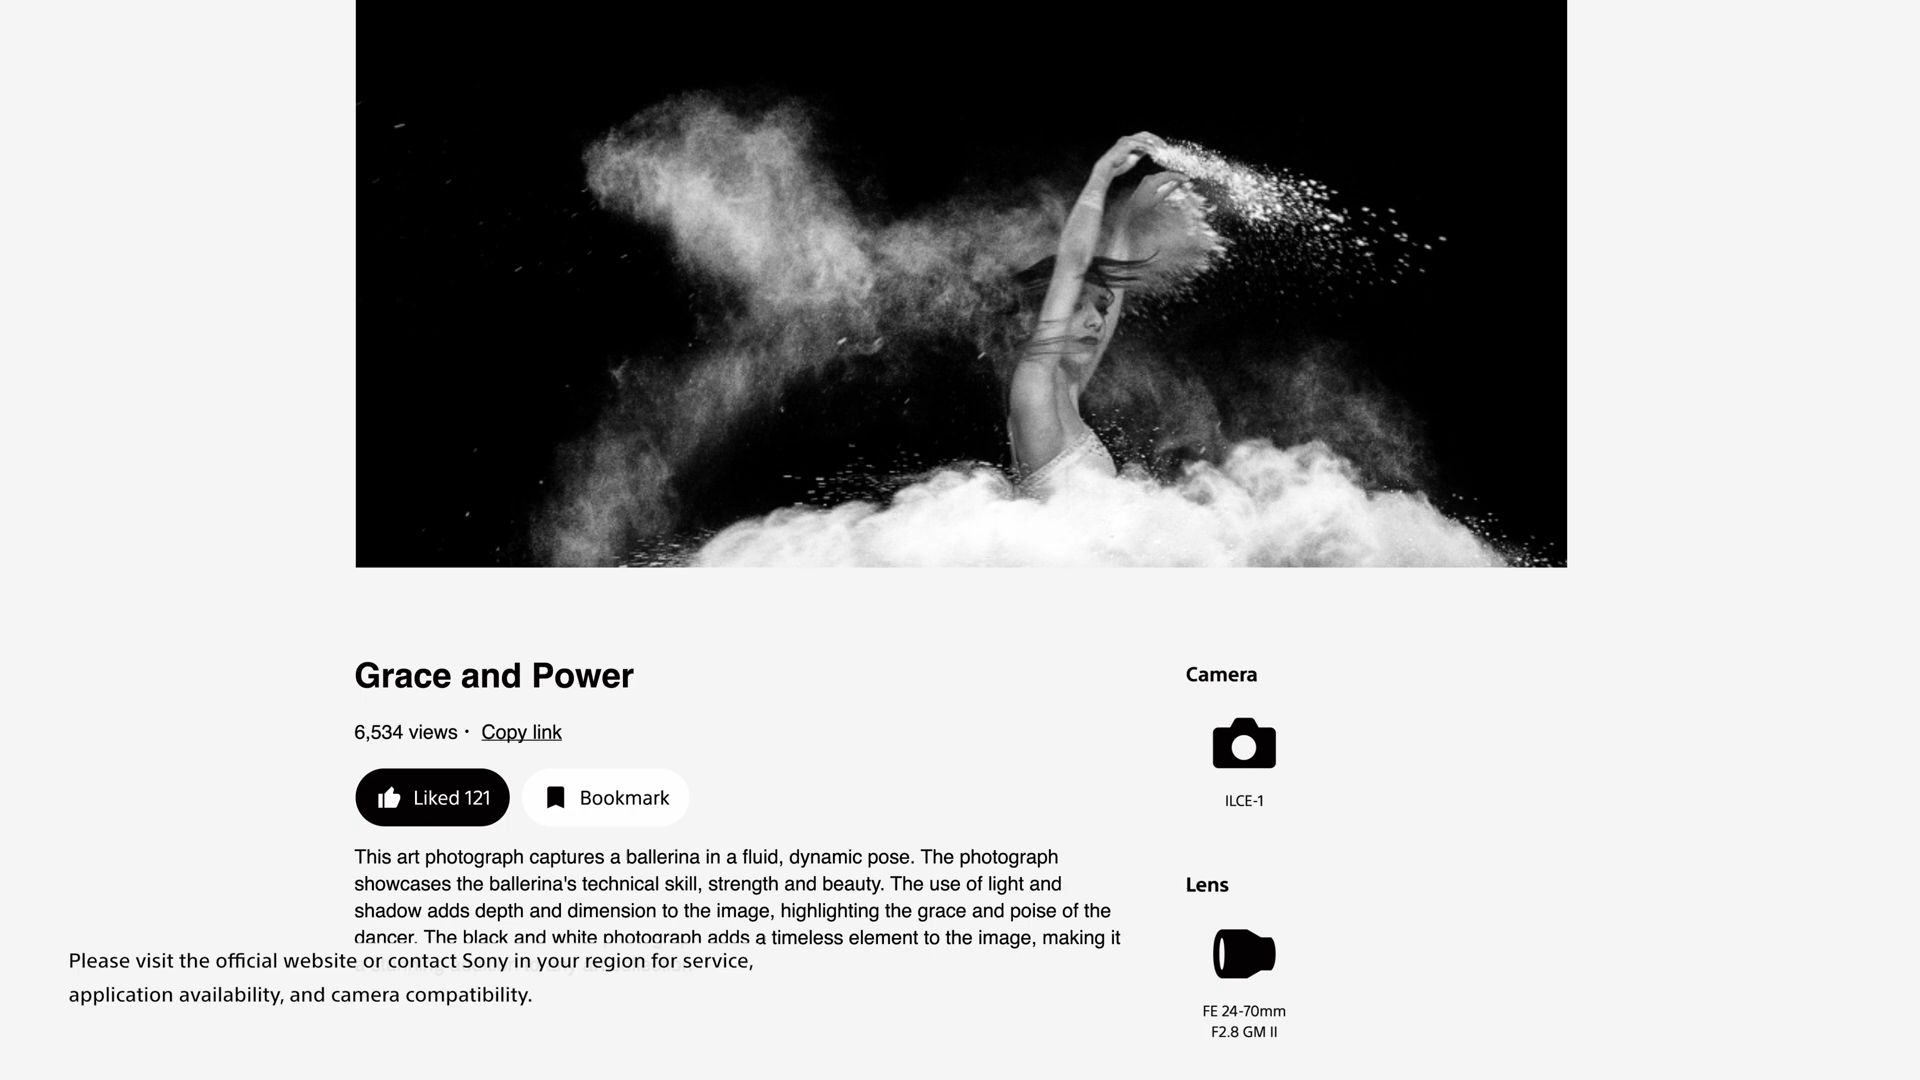 Grace and Power
6,534 views・ Copy link
Liked 121
Bookmark
This art photograph captures a ballerina in a fluid, dynamic pose. The photograph
showcases the ballerina's technical skill, strength and beauty. The use of light and
shadow adds depth and dimension to the image, highlighting the grace and poise of the
dancer. The black and white photograph adds a timeless element to the image, making it
Please visit the official website or contact Sony in your region for service,
application availability, and camera compatibility.
Camera
ILCE-1
Lens
FE 24-70mm
F2.8 GM II